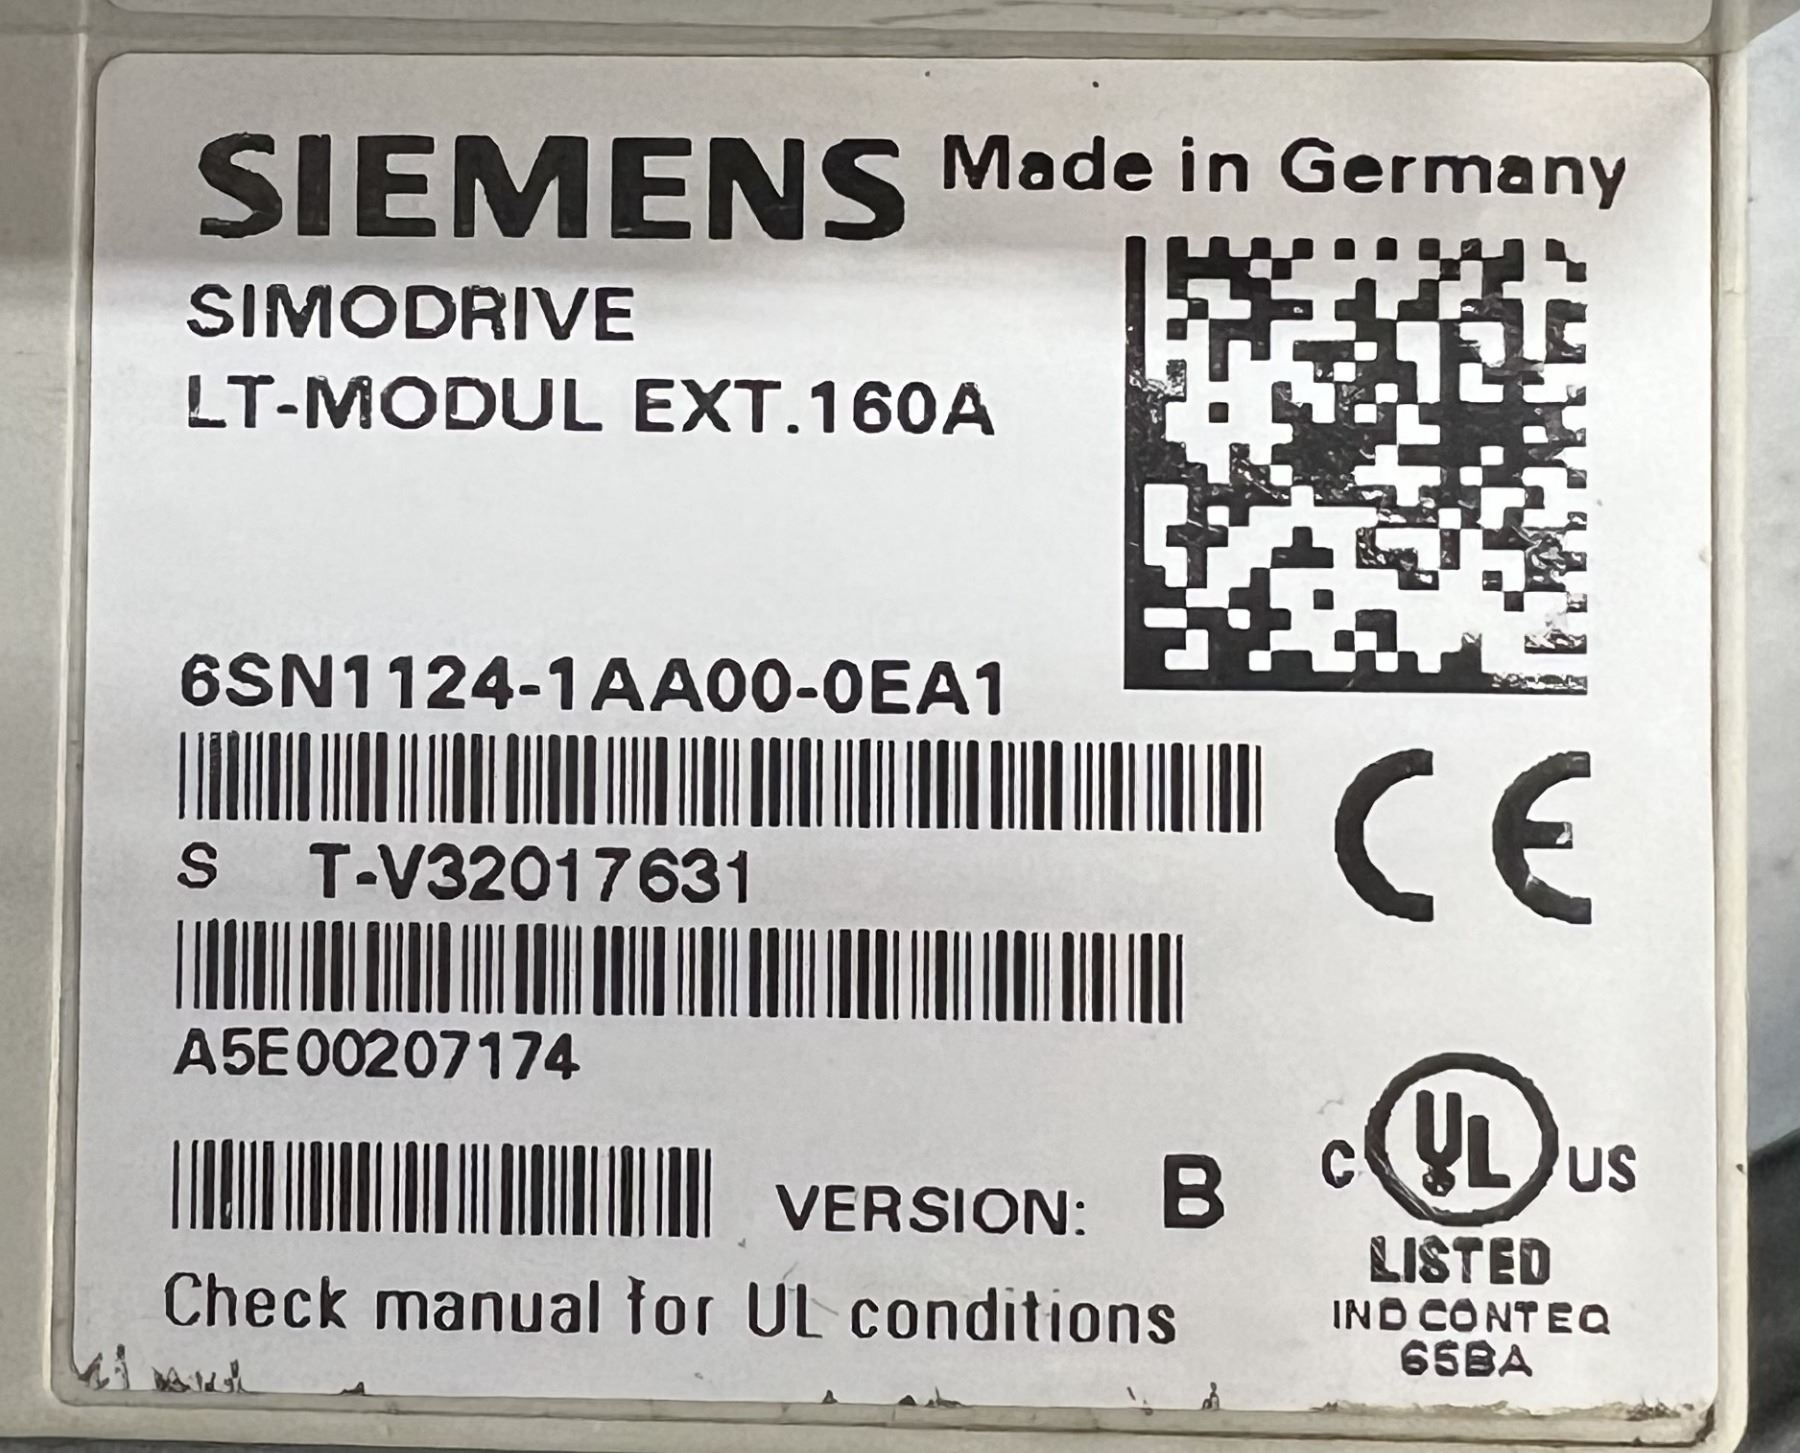 SIEMENS Made in Germany
SIMODRIVE
LT-MODUL EXT.160A
6SN1124-1AA00-0EA1
S T-V32017631
A5E00207174
VERSION: B
CE
C UL US
LISTED
IND CONT EQ
65BA
Check manual for UL conditions